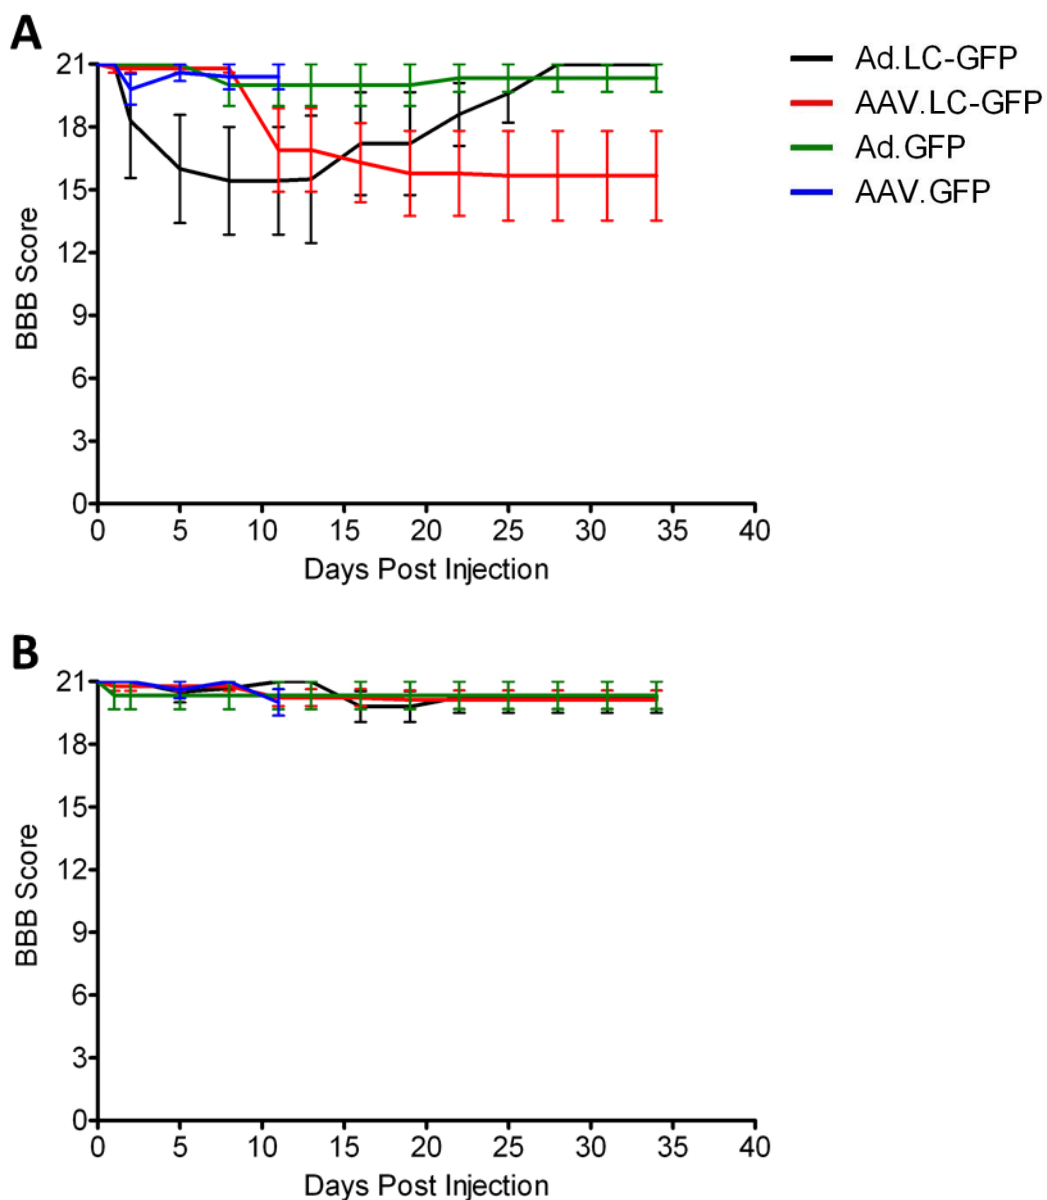 A
21
18
15
12
9
6
3
0
BBB Score
0 5 10 15 20 25 30 35 40
Days Post Injection
Ad.LC-GFP
AAV.LC-GFP
Ad.GFP
AAV.GFP
B
21
18
15
12
9
6
3
0
BBB Score
0 5 10 15 20 25 30 35 40
Days Post Injection